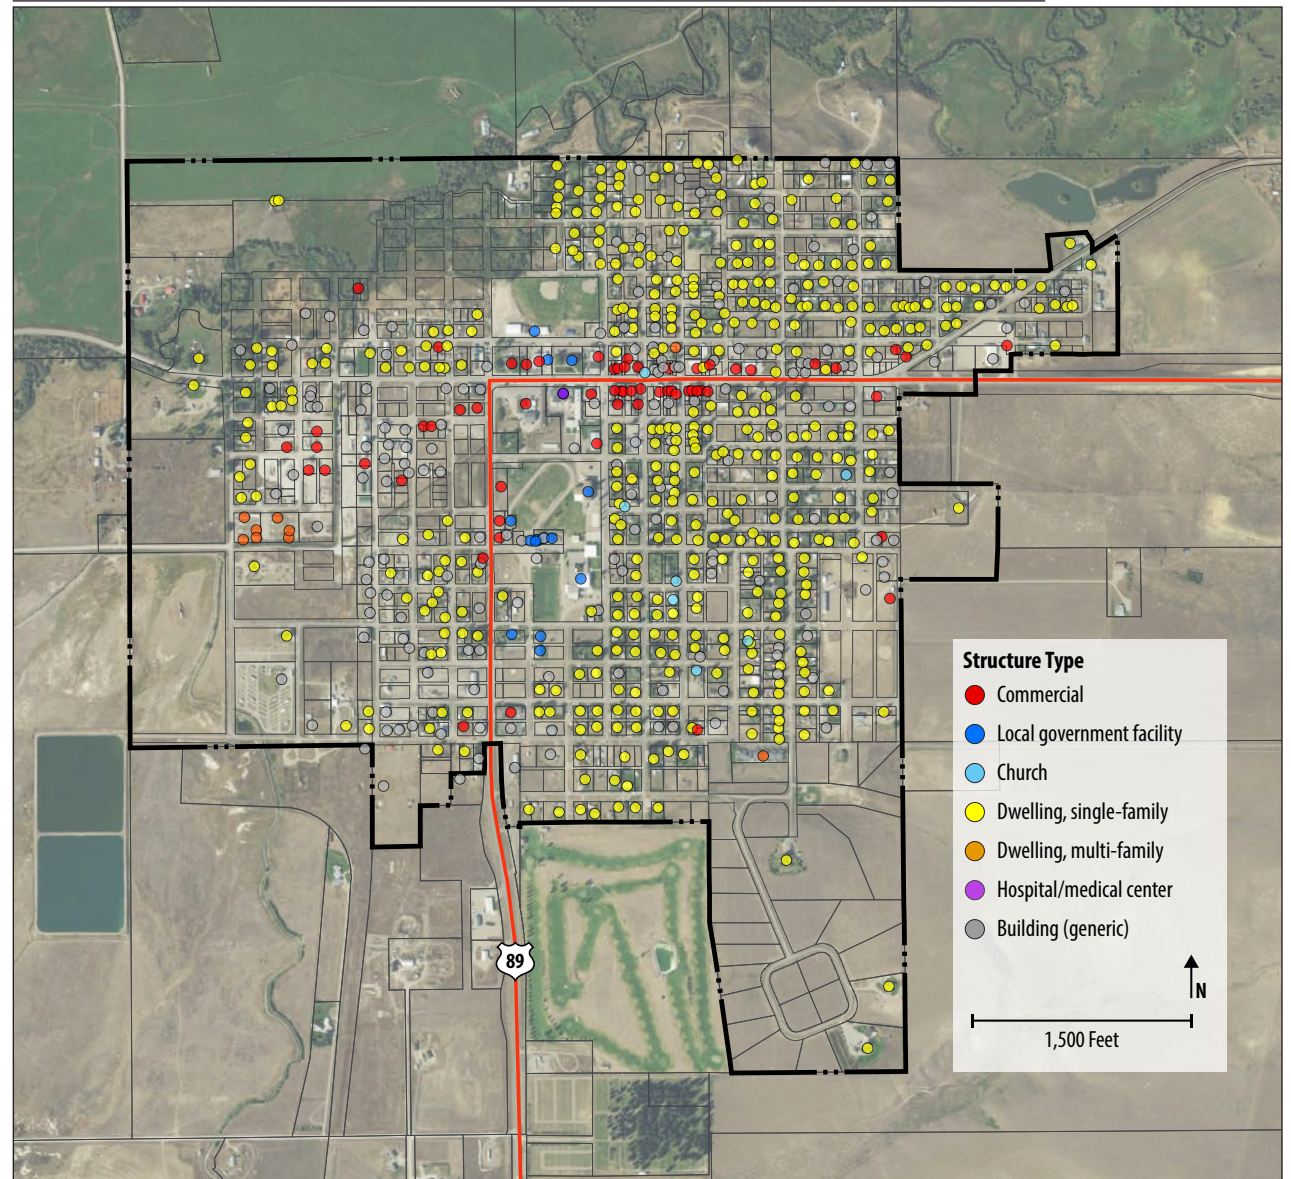 Structure Type
Commercial
Local government facility
Church
Dwelling, single-family
Dwelling, multi-family
Hospital/medical center
Building (generic)
N
1,500 Feet
89